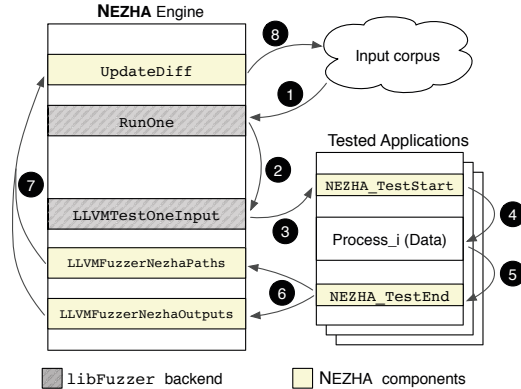 NEZHA Engine
8
Input corpus
UpdateDiff
1
RunOne
Tested Applications
2
7
NEZHA_TestStart
LLVMTestOneInput
3
4
Process_i (Data)
LLVMFuzzerNezhaPaths
5
6
NEZHA_TestEnd
LLVMFuzzerNezhaOutputs
libFuzzer backend
NEZHA components